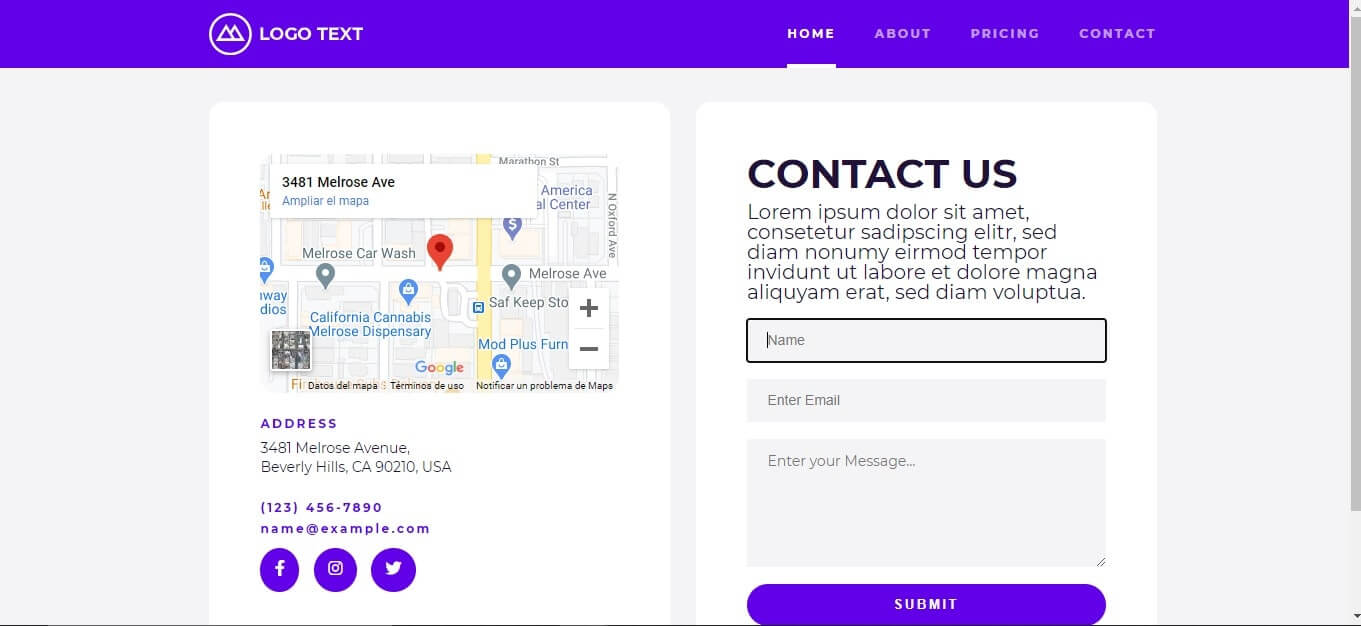 LOGO TEXT
HOME ABOUT PRICING CONTACT
Marathon St
3481 Melrose Ave
Ampliar el mapa
America
al Center
N Oxford Ave
Melrose Car Wash
Melrose Ave
way
dios
Saf Keep Sto
California Cannabis
Melrose Dispensary
Mod Plus Furn
Google
Datos del mapa Términos de uso Notificar un problema de Maps
ADDRESS
3481 Melrose Avenue,
Beverly Hills, CA 90210, USA
(123) 456-7890
name@example.com
CONTACT US
Lorem ipsum dolor sit amet,
consetetur sadipscing elitr, sed
diam nonumy eirmod tempor
invidunt ut labore et dolore magna
aliquyam erat, sed diam voluptua.
Name
Enter Email
Enter your Message...
SUBMIT